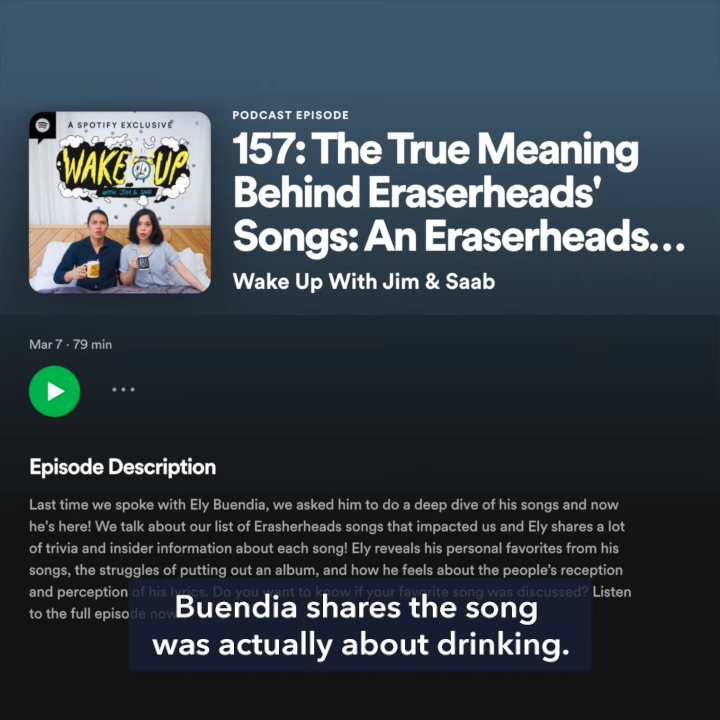 A SPOTIFY EXCLUSIVE
WAKE UP
WITH JIM & SAAB
PODCAST EPISODE
157: The True Meaning
Behind Eraserheads'
Songs: An Eraserheads...
Wake Up With Jim & Saab
Mar 7 · 79 min
Episode Description
Last time we spoke with Ely Buendia, we asked him to do a deep dive of his songs and now
he's here! We talk about our list of Erasherheads songs that impacted us and Ely shares a lot
of trivia and insider information about each song! Ely reveals his personal favorites from his
songs, the struggles of putting out an album, and how he feels about the people's reception
and perception of his lyrics. Do you want to know if your favorite song was discussed? Listen
to the full episode now
Buendia shares the song
was actually about drinking.